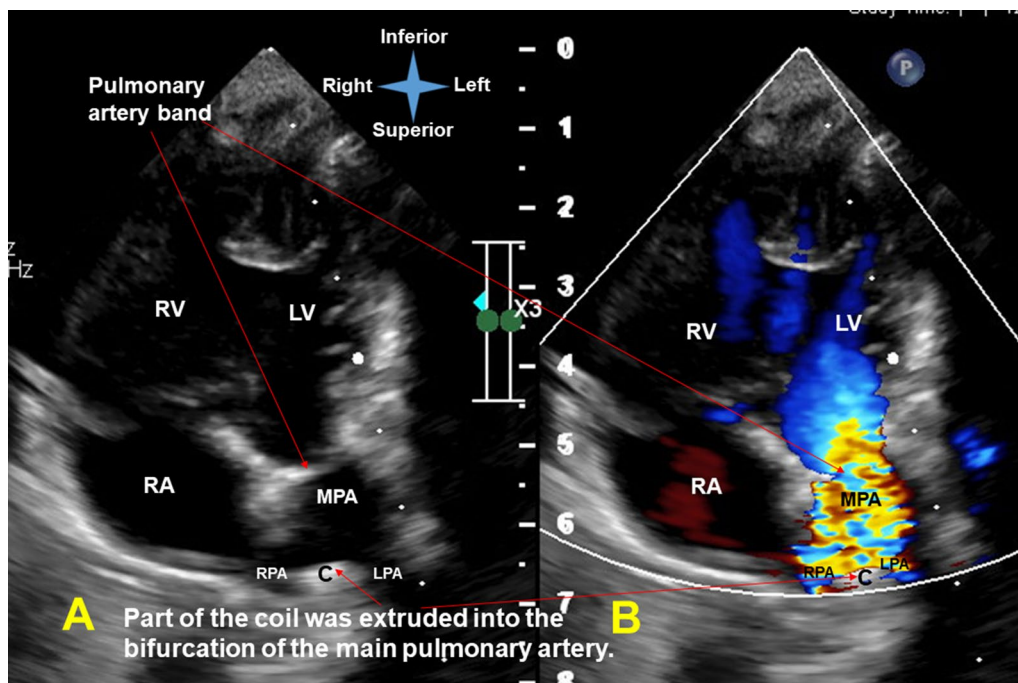 Inferior
Right
Left
Superior
Pulmonary
artery band
P
0
1
2
3
4
5
6
7
8
Z
Hz
X3
RV
LV
RA
MPA
RPA
C
LPA
RV
LV
RA
MPA
RPA
C
LPA
A
Part of the coil was extruded into the
bifurcation of the main pulmonary artery.
B